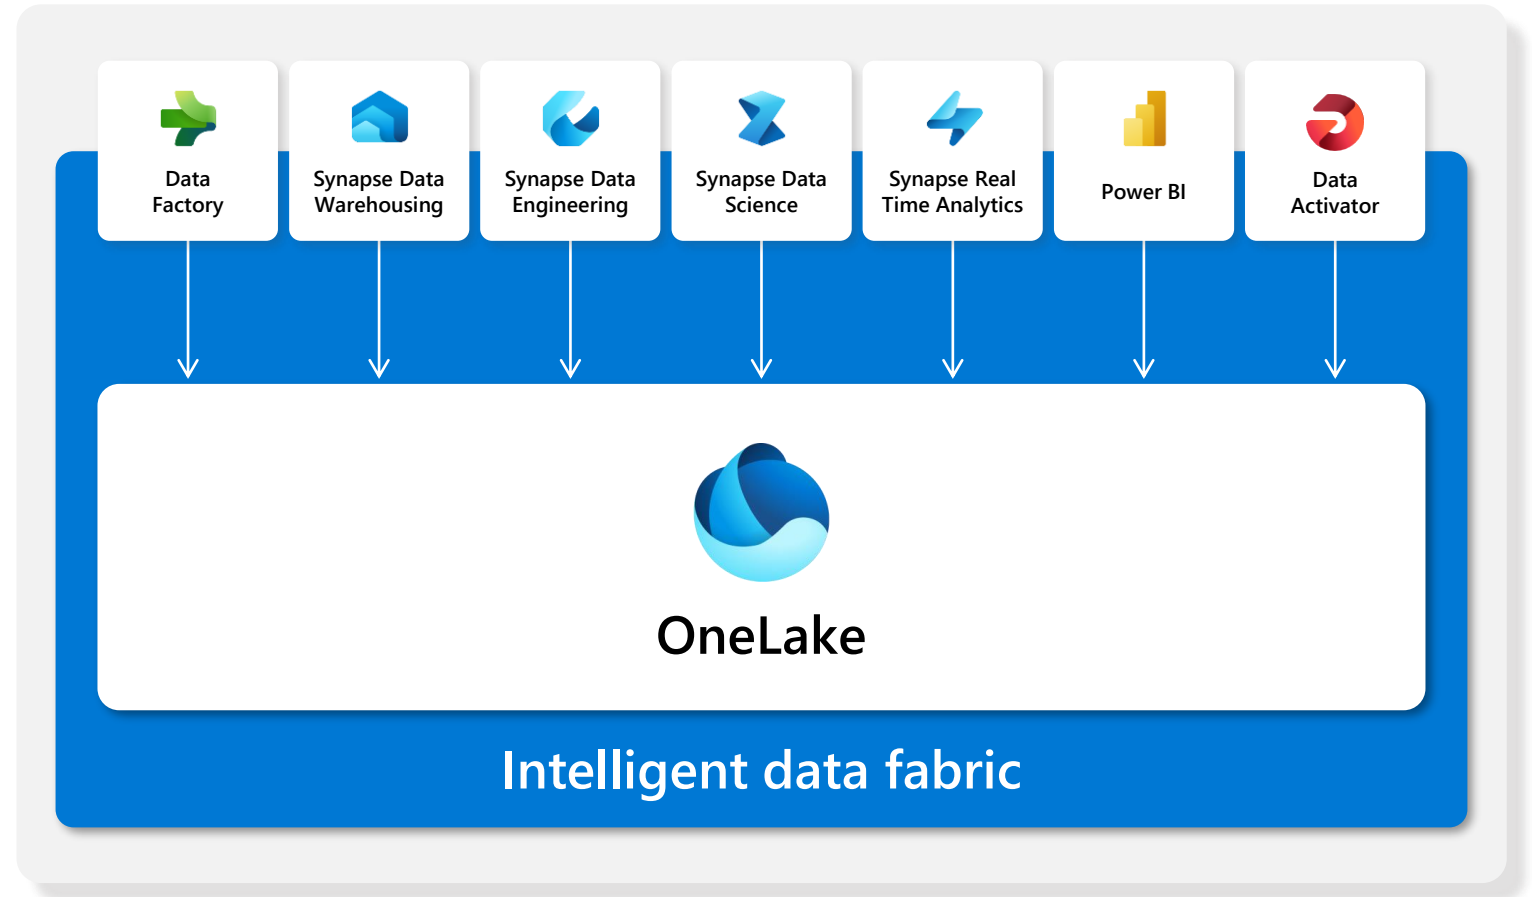 Data
Factory
Synapse Data
Warehousing
Synapse Data
Engineering
Synapse Data
Science
Synapse Real
Time Analytics
Power BI
Data
Activator
OneLake
Intelligent data fabric